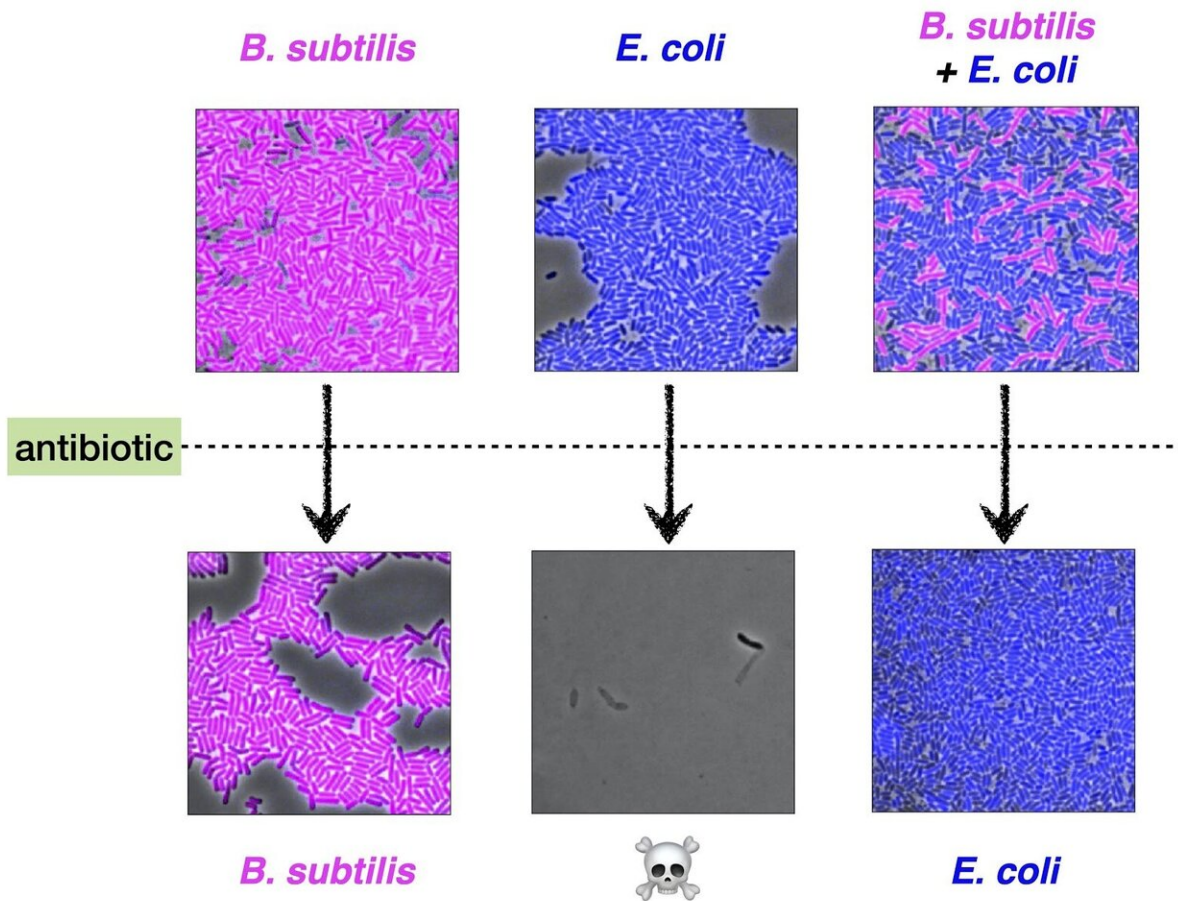 B. subtilis
E. coli
B. subtilis
+ E. coli
antibiotic
B. subtilis
E. coli